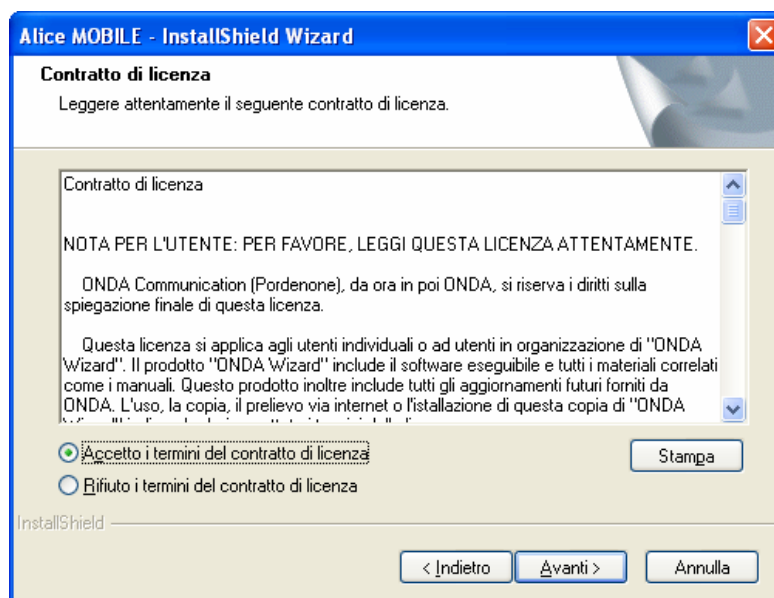 Alice MOBILE - InstallShield Wizard
Contratto di licenza
Leggere attentamente il seguente contratto di licenza.
Contratto di licenza
NOTA PER L'UTENTE: PER FAVORE, LEGGI QUESTA LICENZA ATTENTAMENTE.
ONDA Communication (Pordenone), da ora in poi ONDA, si riserva i diritti sulla
spiegazione finale di questa licenza.
Questa licenza si applica agli utenti individuali o ad utenti in organizzazione di "ONDA
Wizard". Il prodotto "ONDA Wizard" include il software eseguibile e tutti i materiali correlati
come i manuali. Questo prodotto inoltre include tutti gli aggiornamenti futuri forniti da
ONDA. L'uso, la copia, il prelievo via internet o l'istallazione di questa copia di "ONDA
Accetto i termini del contratto di licenza
Stampa
Rifiuto i termini del contratto di licenza
InstallShield
< Indietro
Avanti >
Annulla